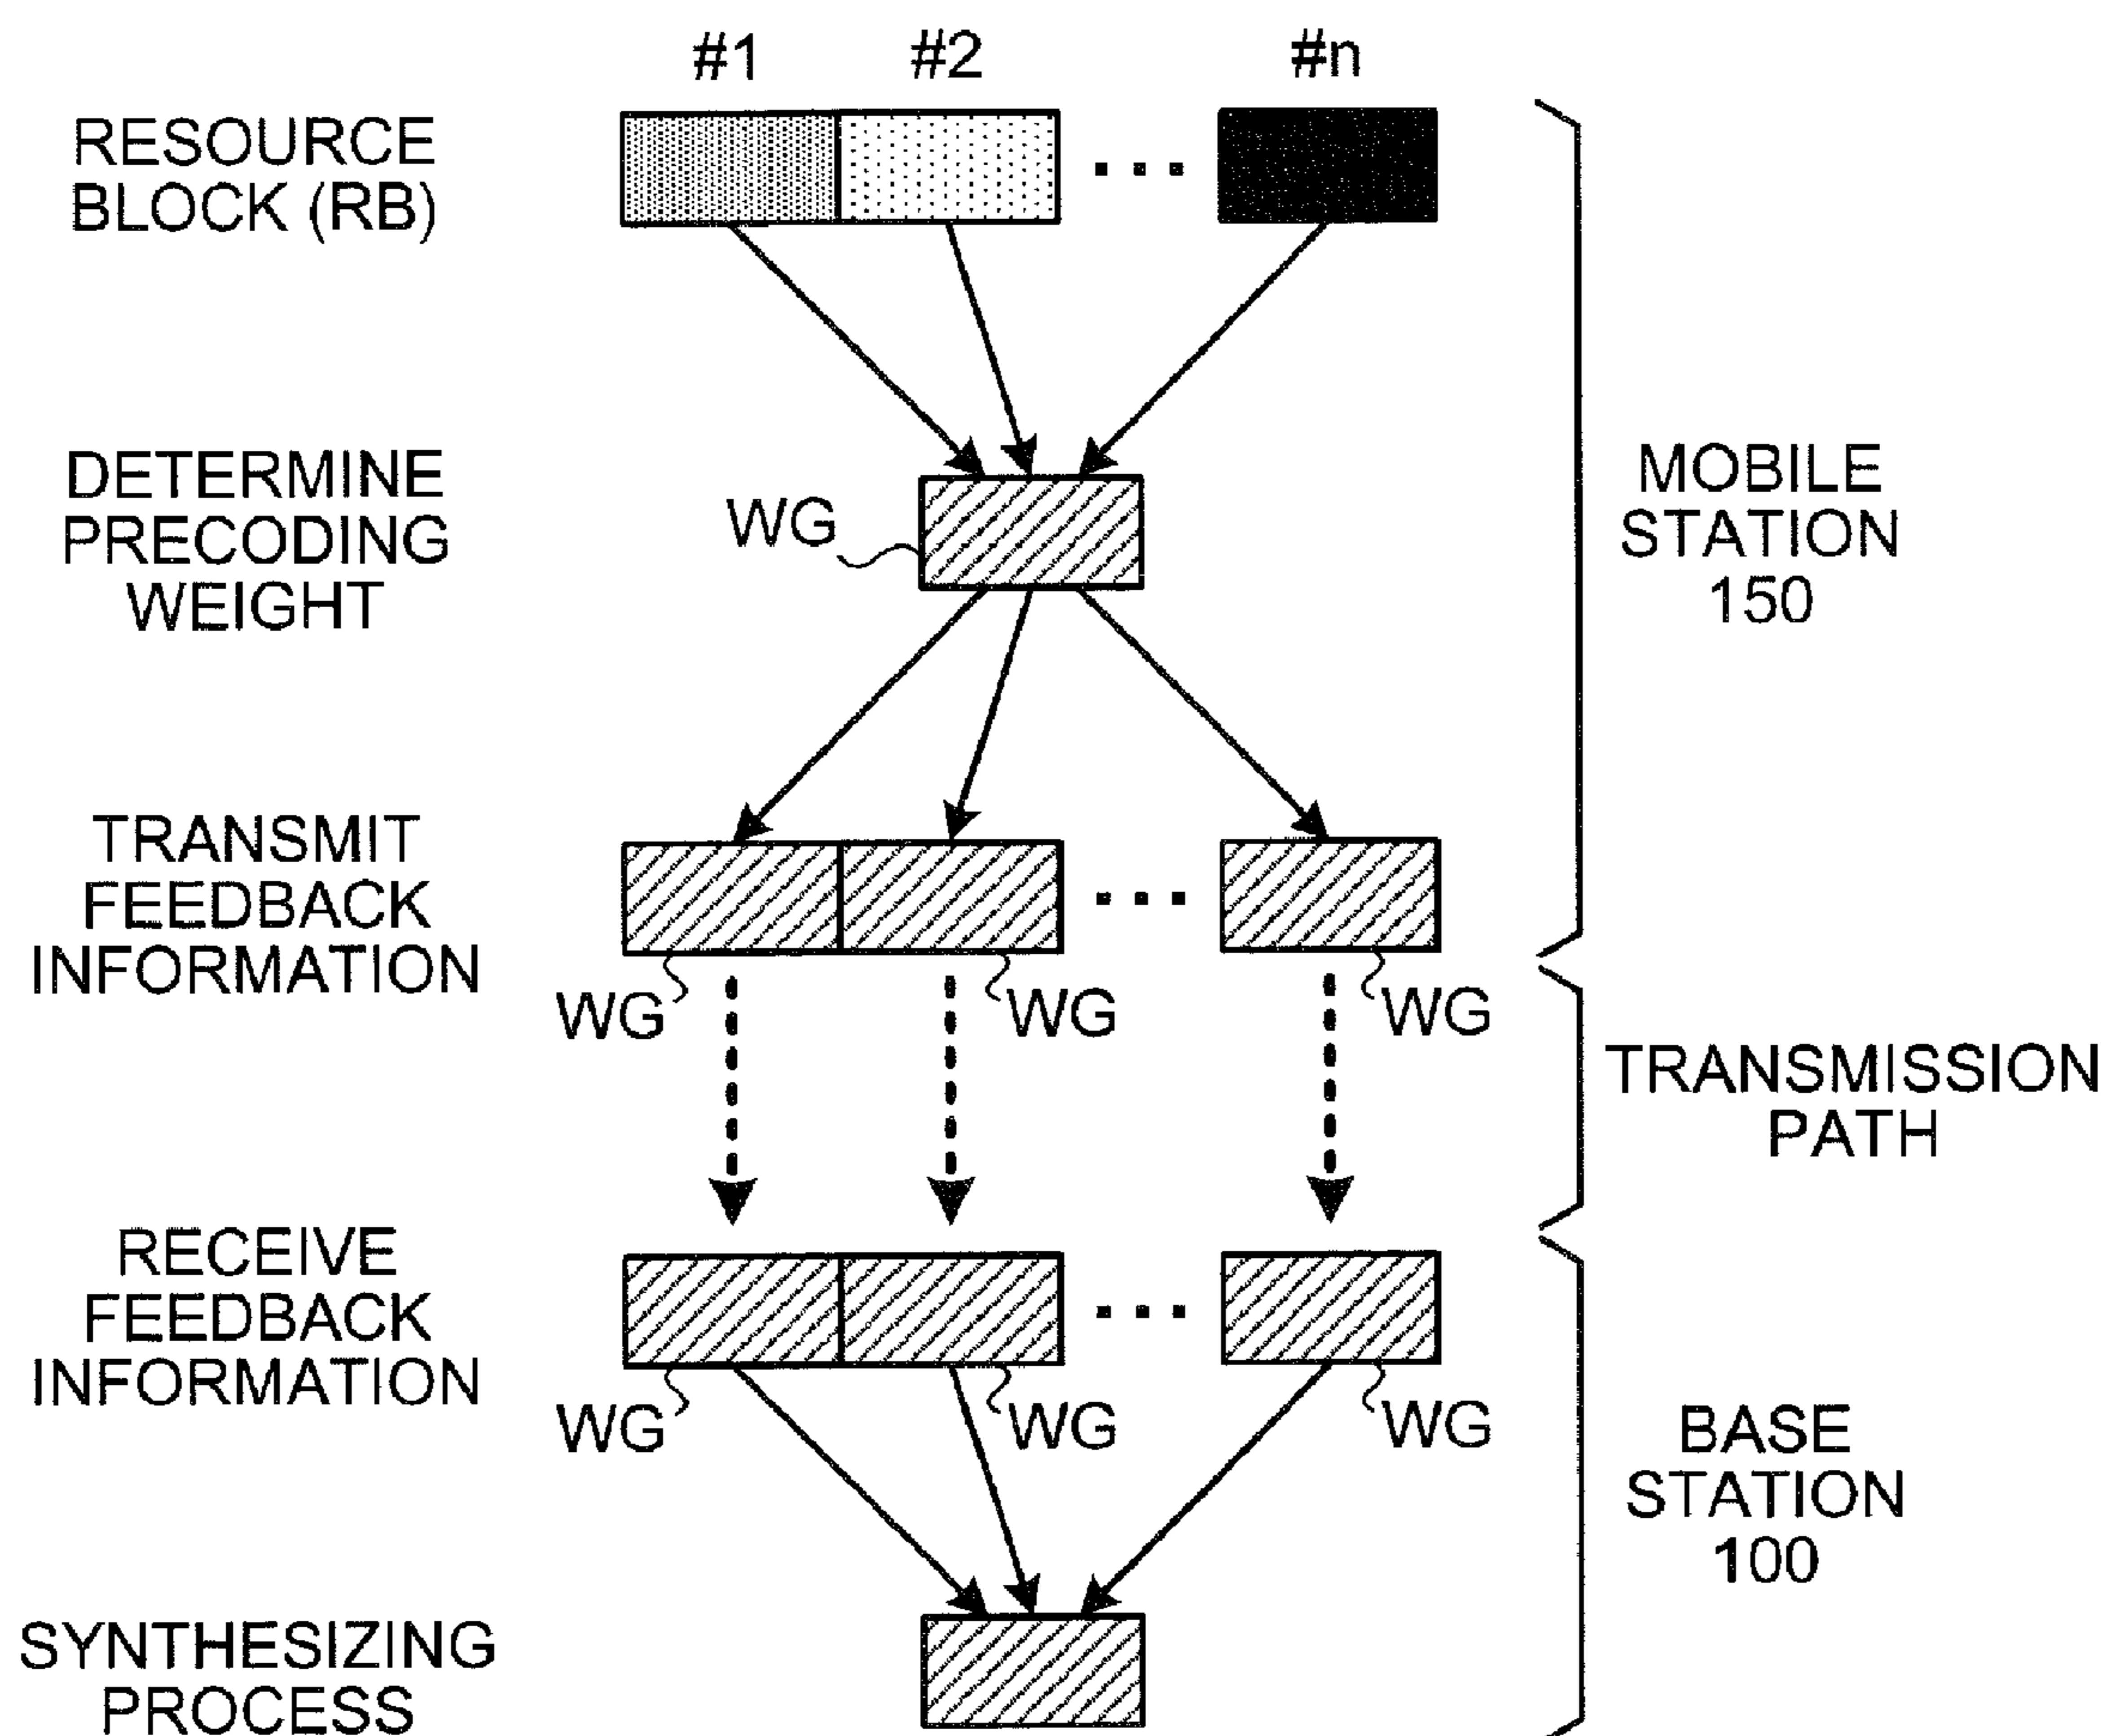 #1 #2 #n
RESOURCE
BLOCK (RB)
. . .
DETERMINE
PRECODING
WEIGHT
WG
MOBILE
STATION
150
TRANSMIT
FEEDBACK
INFORMATION
. . .
WG WG WG
TRANSMISSION
PATH
RECEIVE
FEEDBACK
INFORMATION
. . .
WG WG WG
BASE
STATION
100
SYNTHESIZING
PROCESS